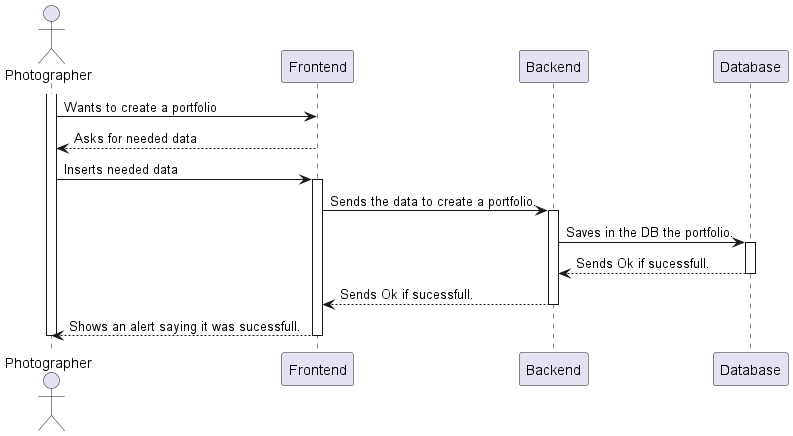 Photographer
Frontend
Backend
Database
Wants to create a portfolio
Asks for needed data
Inserts needed data
Sends the data to create a portfolio.
Saves in the DB the portfolio.
Sends Ok if sucessfull.
Sends Ok if sucessfull.
Shows an alert saying it was sucessfull.
Photographer
Frontend
Backend
Database